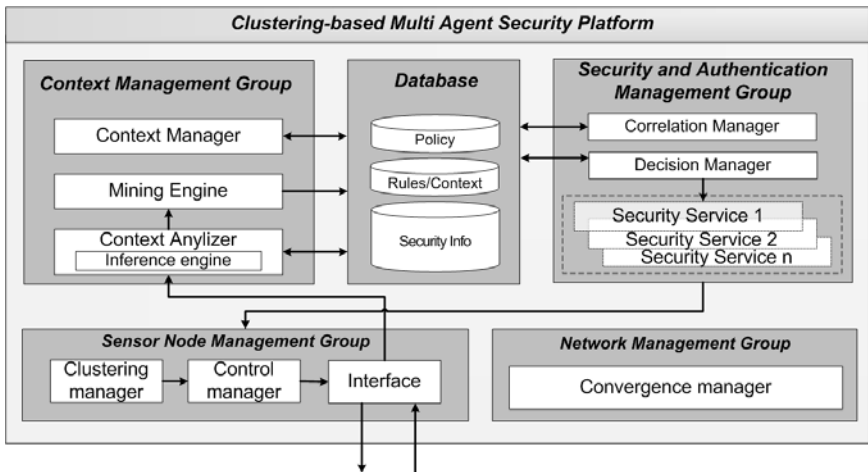 Clustering-based Multi Agent Security Platform
Context Management Group
Context Manager
Mining Engine
Context Anylizer
Inference engine
Database
Policy
Rules/Context
Security Info
Security and Authentication
Management Group
Correlation Manager
Decision Manager
Security Service 1
Security Service 2
Security Service n
Sensor Node Management Group
Clustering
manager
Control
manager
Interface
Network Management Group
Convergence manager